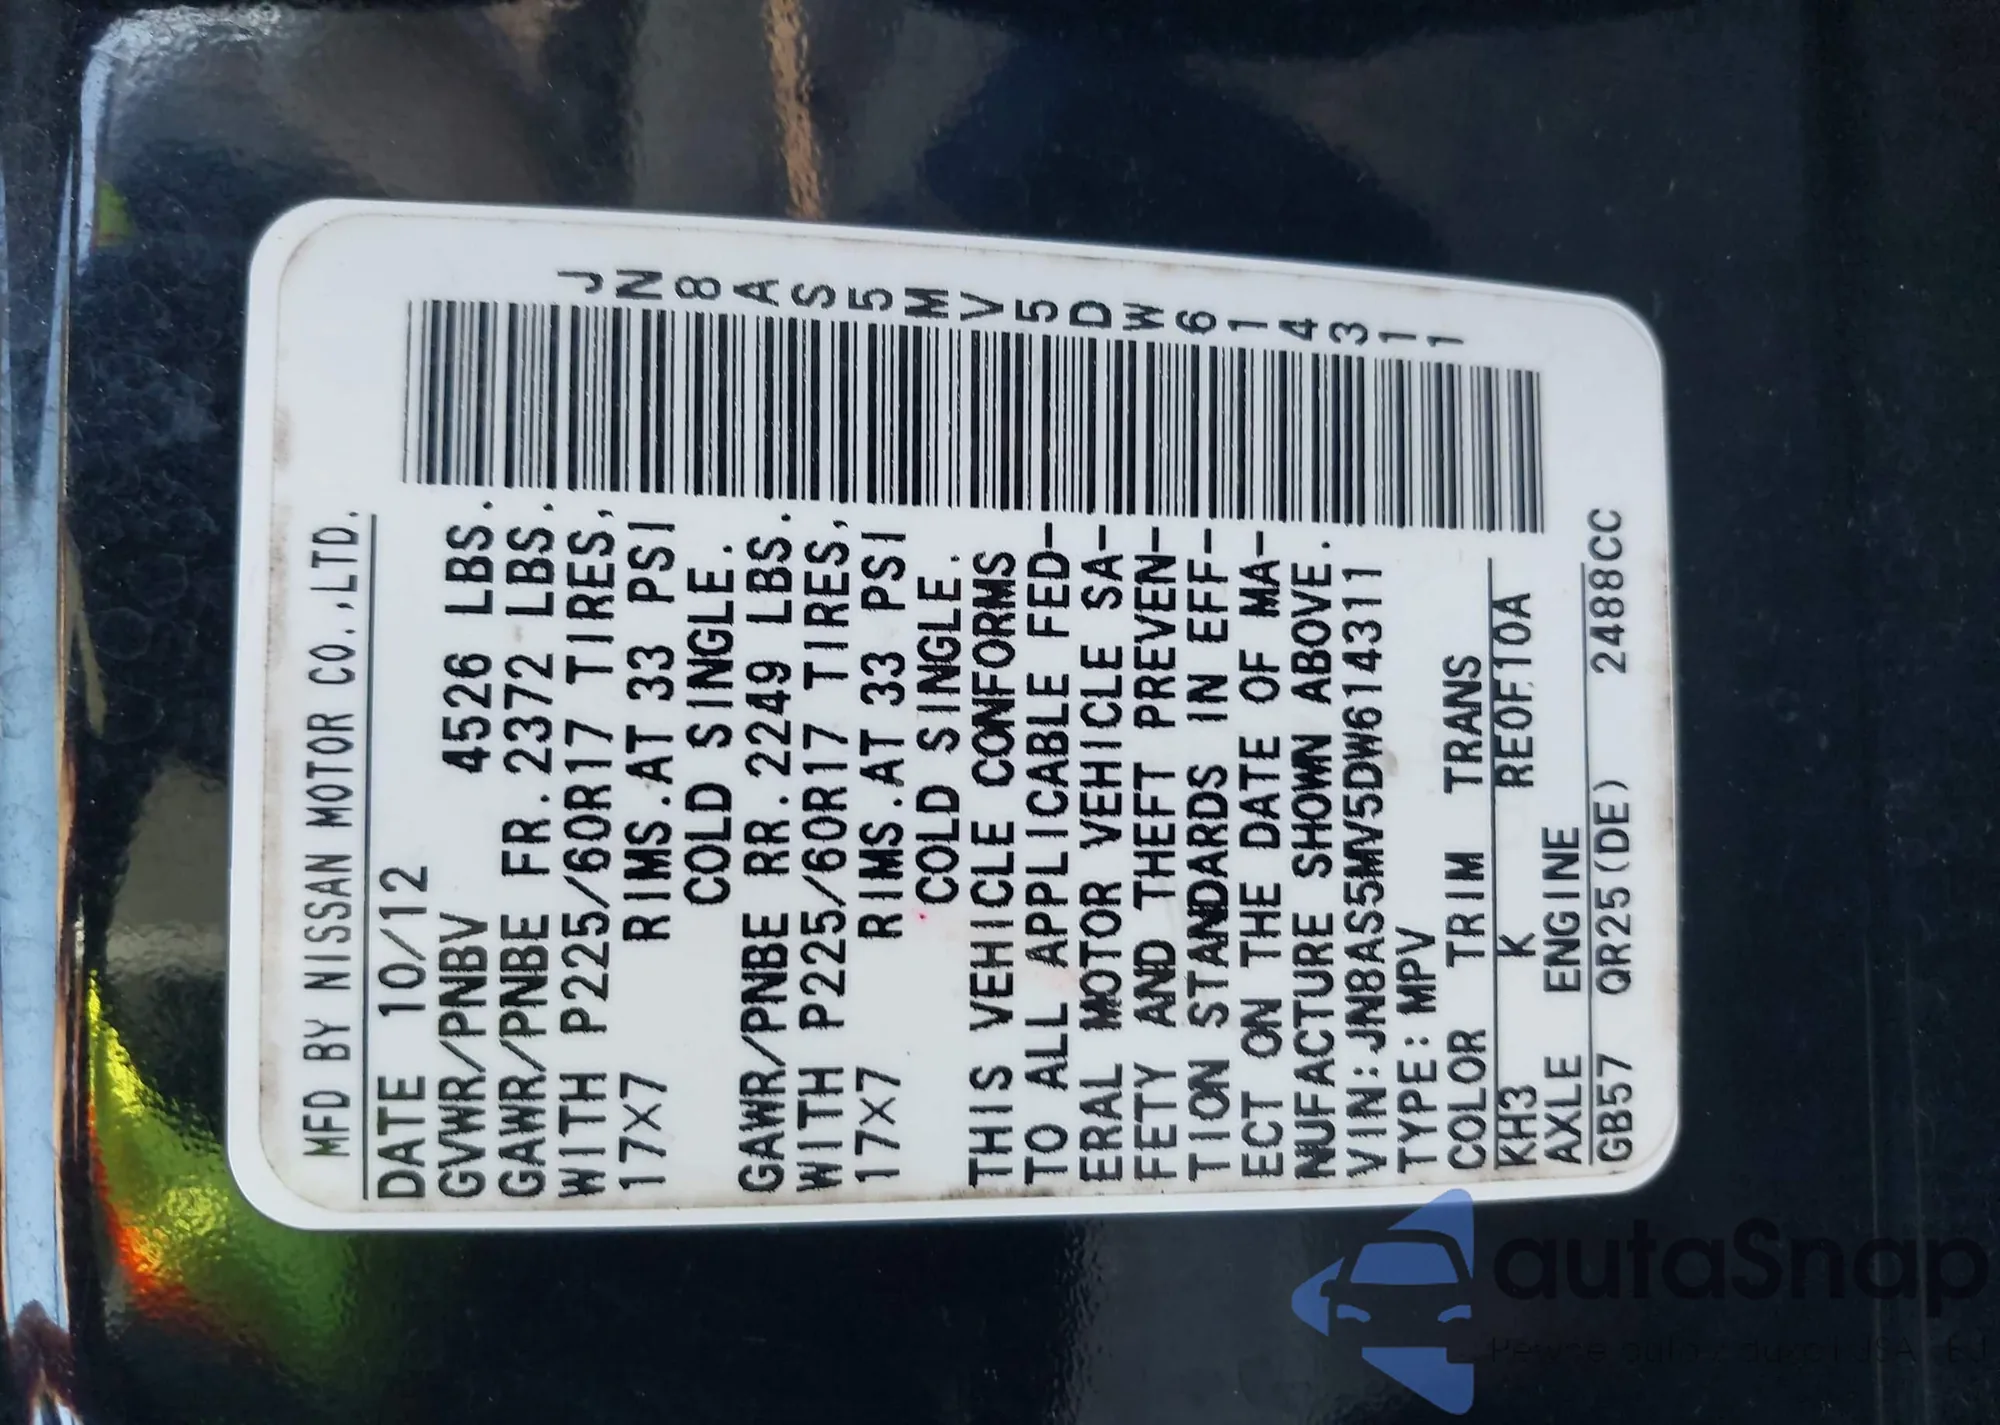 MFD BY NISSAN MOTOR CO.,LTD.
DATE 10/12
GVWR/PNBV 4526 LBS.
GAWR/PNBE FR.2372 LBS.
WITH P225/60R17 TIRES,
17×7 RIMS.AT 33 PSI
COLD SINGLE.
GAWR/PNBE RR.2249 LBS.
WITH P225/60R17 TIRES,
17×7 RIMS.AT 33 PSI
COLD SINGLE.
THIS VEHICLE CONFORMS
TO ALL APPLICABLE FED-
ERAL MOTOR VEHICLE SA-
FETY AND THEFT PREVEN-
TION STANDARDS IN EFF-
ECT ON THE DATE OF MA-
NUFACTURE SHOWN ABOVE.
VIN:JN8AS5MV5DW614311
TYPE:MPV
COLOR TRIM TRANS
KH3 K RE0F10A
AXLE ENGINE
GB57 QR25(DE) 2488CC
JN8AS5MV5DW614311
autaSnap